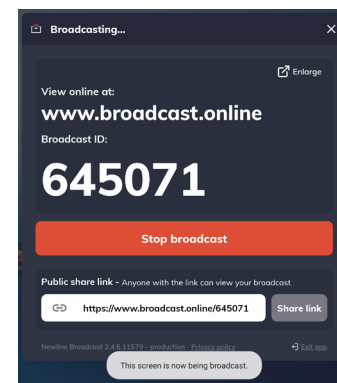 Broadcasting...
Enlarge
View online at:
www.broadcast.online
Broadcast ID:
645071
Stop broadcast
Public share link - Anyone with the link can view your broadcast
https://www.broadcast.online/645071
Share link
Newline Broadcast 2.4.6.11579 - production - Privacy policy
Exit app
This screen is now being broadcast.